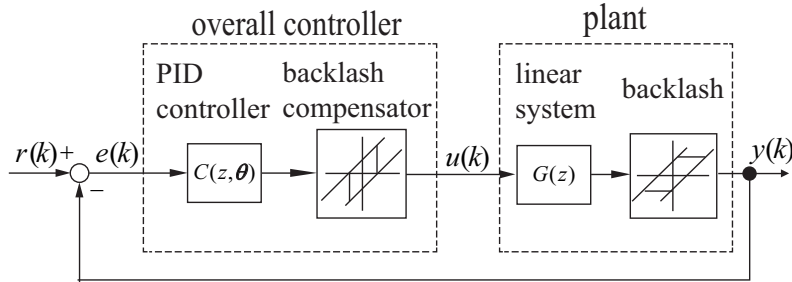 overall controller
plant
PID
controller
backlash
compensator
linear
system
backlash
r(k)+
e(k)
−
C(z,θ)
u(k)
G(z)
y(k)